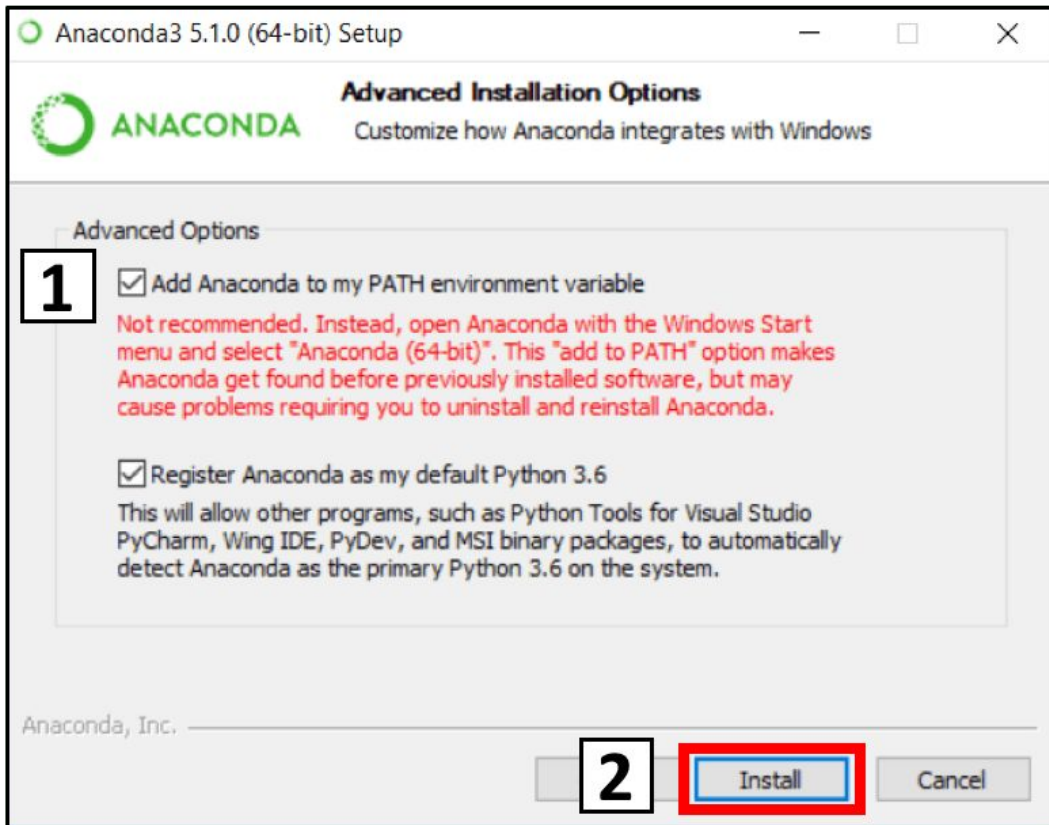 Anaconda3 5.1.0 (64-bit) Setup
ANACONDA
Advanced Installation Options
Customize how Anaconda integrates with Windows
Advanced Options
1
Add Anaconda to my PATH environment variable
Not recommended. Instead, open Anaconda with the Windows Start
menu and select "Anaconda (64-bit)". This "add to PATH" option makes
Anaconda get found before previously installed software, but may
cause problems requiring you to uninstall and reinstall Anaconda.
Register Anaconda as my default Python 3.6
This will allow other programs, such as Python Tools for Visual Studio
PyCharm, Wing IDE, PyDev, and MSI binary packages, to automatically
detect Anaconda as the primary Python 3.6 on the system.
Anaconda, Inc.
2
Install
Cancel